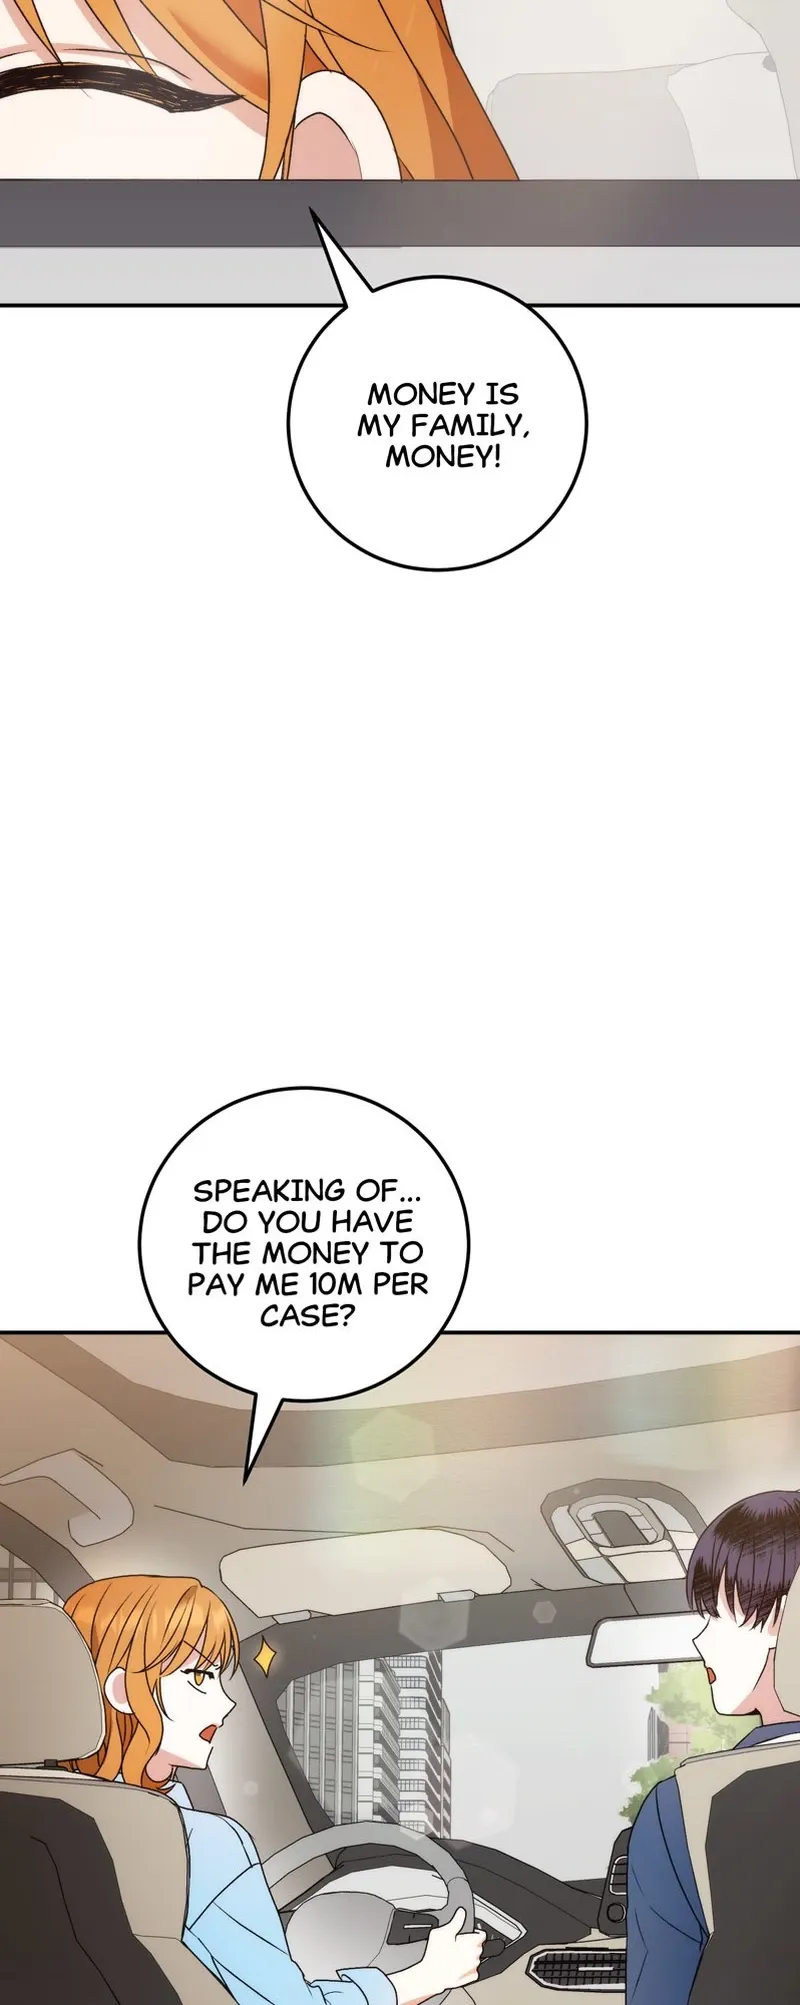 MONEY IS
MY FAMILY,
MONEY!
SPEAKING OF...
DO YOU HAVE
THE MONEY TO
PAY ME 10M PER
CASE?